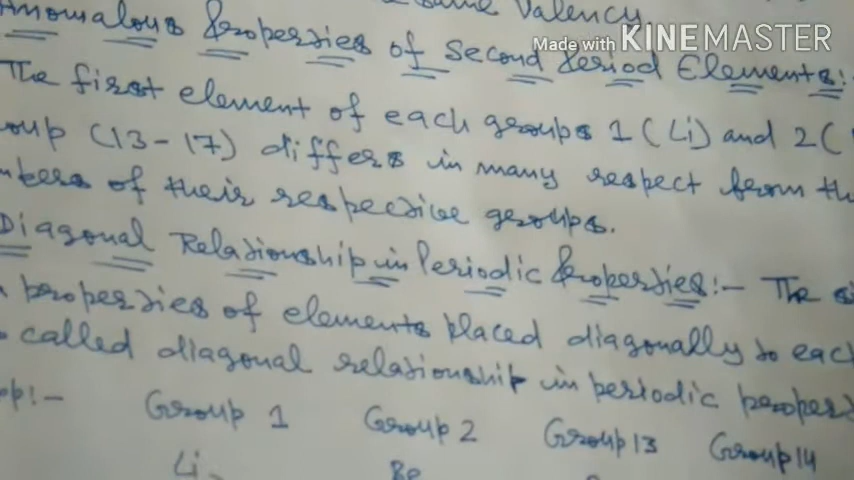 same Valency.
Made with KINEMASTER
Anomalous Properties of Second Period Elements:
The first element of each groups 1 (Li) and 2 (
(13-17) differs in many respect from
of their respective groups.
Diagonal Relationship in Periodic Properties:- The
properties of elements placed diagonally to each
called diagonal relationship in periodic
Group 1 Group 2 Group 13 Group 14
Li Be